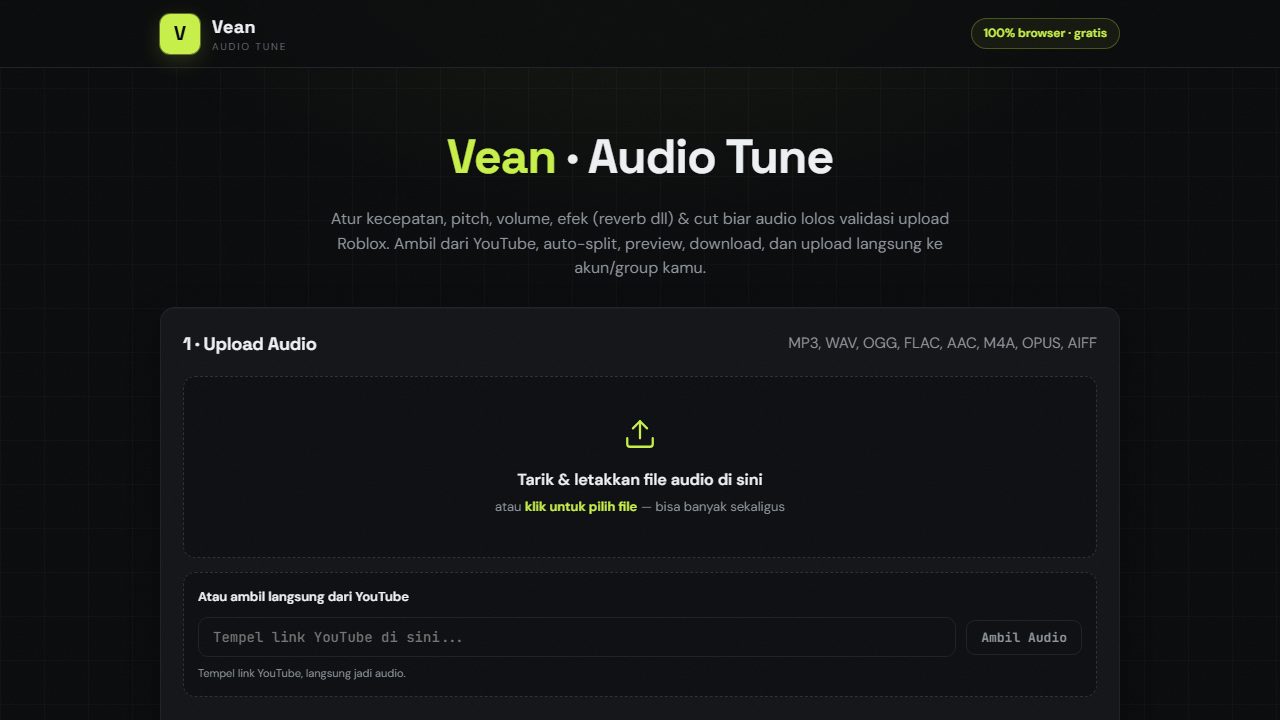 V
Vean
AUDIO TUNE
100% browser · gratis
Vean · Audio Tune
Atur kecepatan, pitch, volume, efek (reverb dll) & cut biar audio lolos validasi upload
Roblox. Ambil dari YouTube, auto-split, preview, download, dan upload langsung ke
akun/group kamu.
1 · Upload Audio
MP3, WAV, OGG, FLAC, AAC, M4A, OPUS, AIFF
Tarik & letakkan file audio di sini
atau klik untuk pilih file — bisa banyak sekaligus
Atau ambil langsung dari YouTube
Tempel link YouTube di sini...
Ambil Audio
Tempel link YouTube, langsung jadi audio.